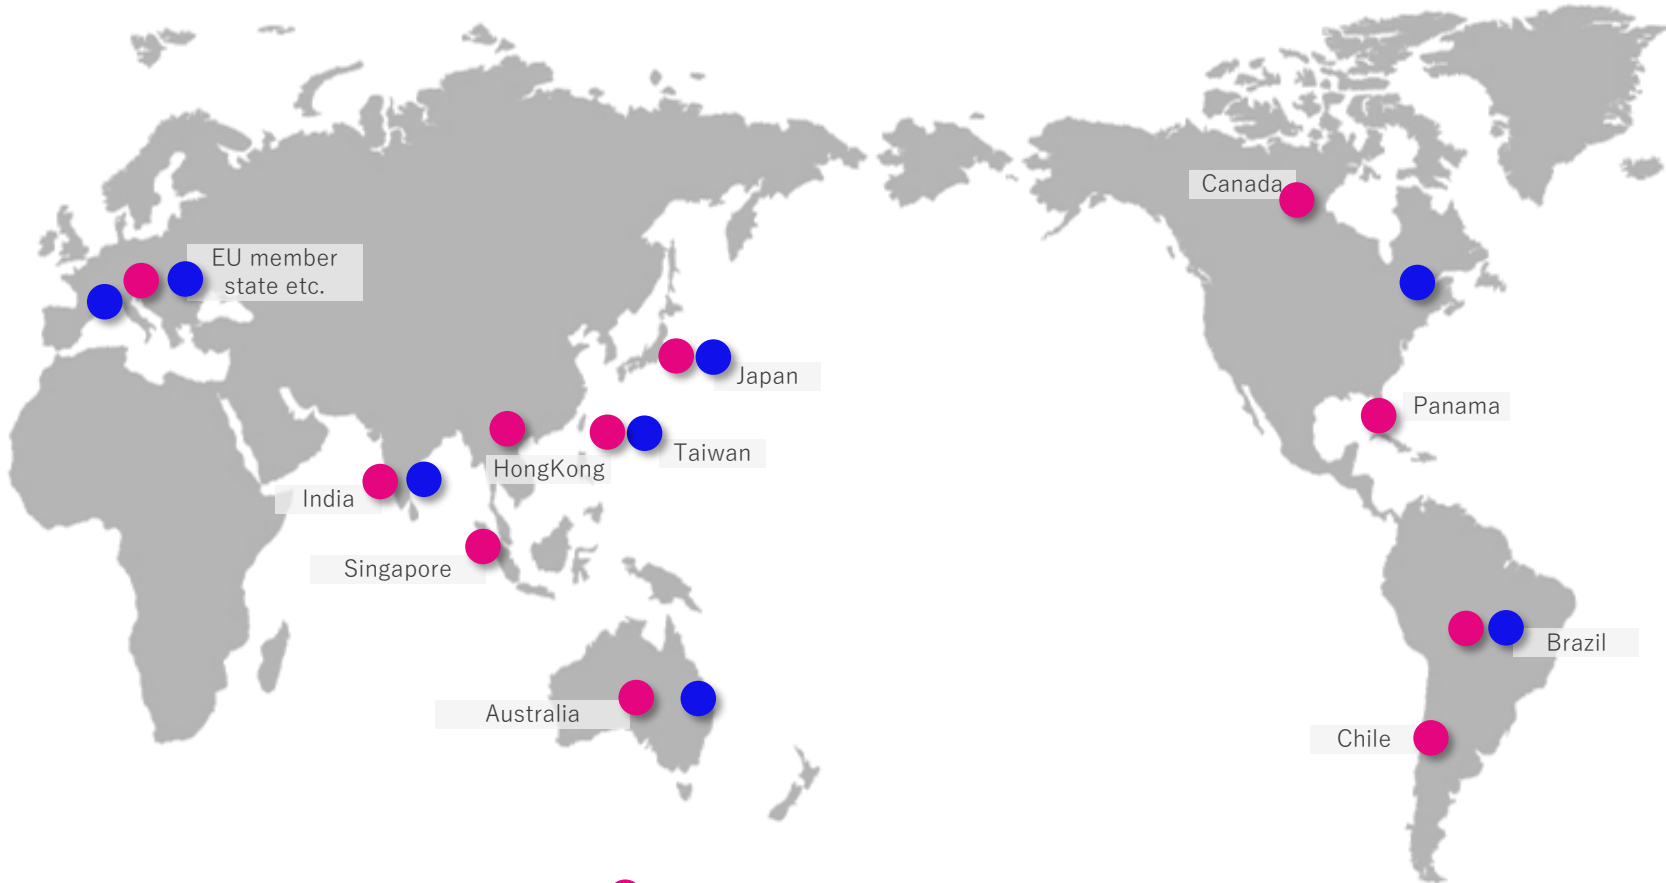 Canada
EU member
state etc.
Japan
Panama
Taiwan
HongKong
India
Singapore
Brazil
Australia
Chile